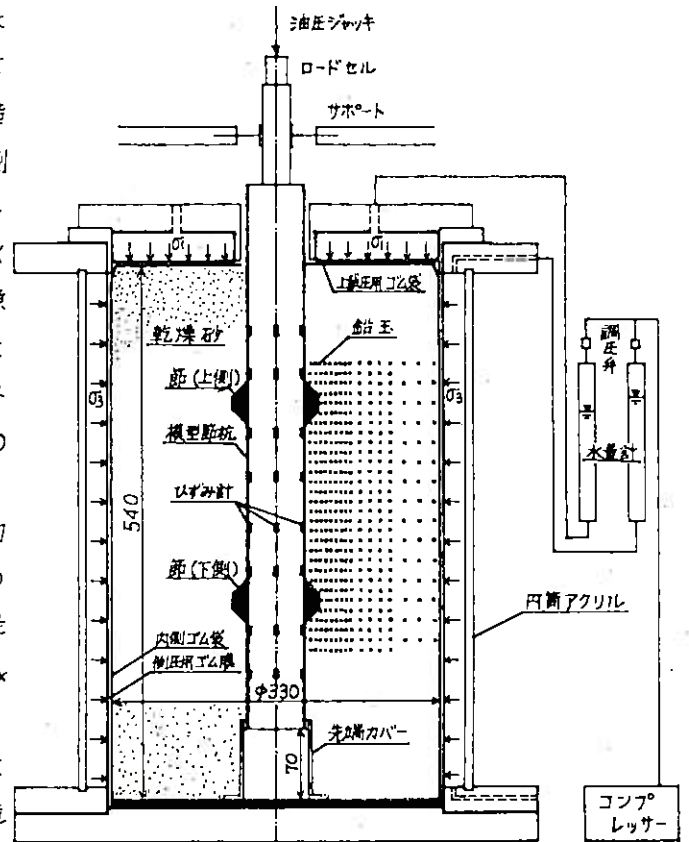 油圧ジャッキ
ロードセル
サポート
σ1
σ1
上載圧用ゴム袋
乾燥砂
鉛玉
調圧弁
節(上側)
σ3
σ3
模型節杭
水量計
ひずみ計
540
節(下側)
円筒アクリル
内側ゴム袋
側圧用ゴム膜
φ330
先端カバー
70
コンプ
レッサー